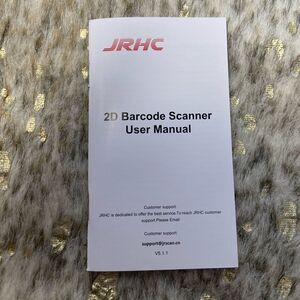 JRHC
2D Barcode Scanner
User Manual
Customer support:
JRHC is dedicated to offer the best service.To reach JRHC customer
support,Please Email:
Customer support:
support@jrscan.cn
V5.1.1